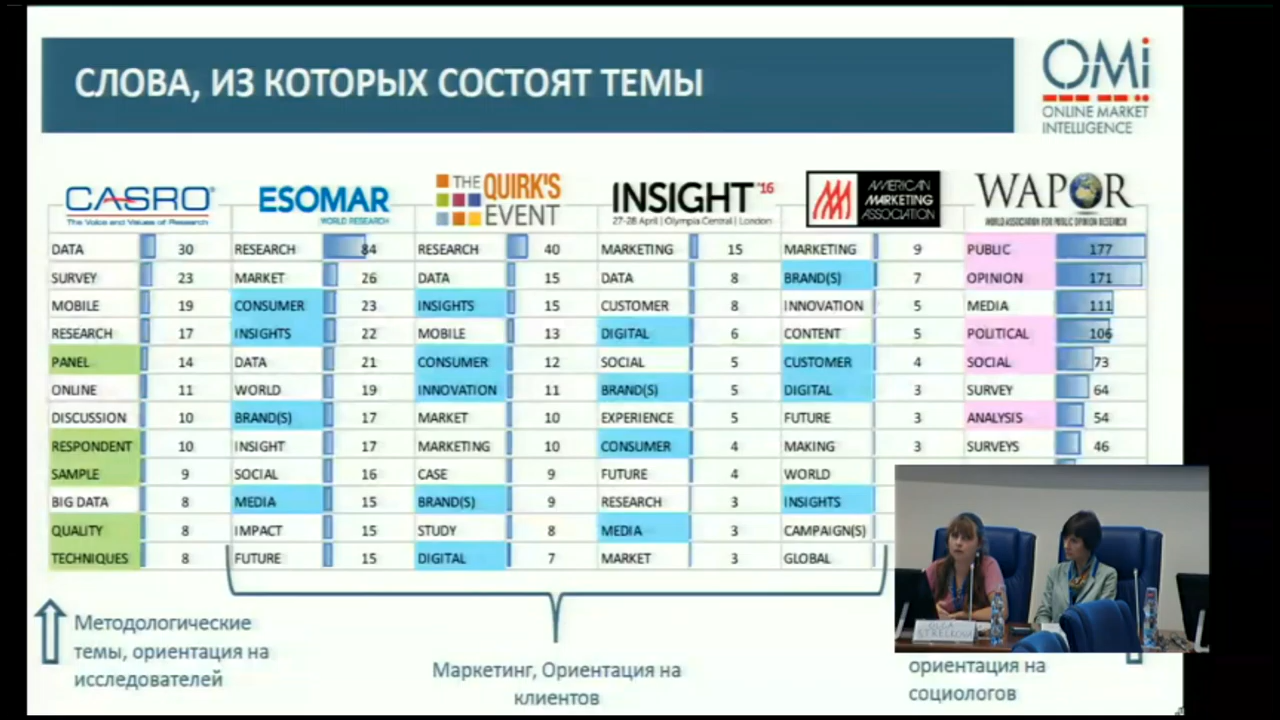 СЛОВА, ИЗ КОТОРЫХ СОСТОЯТ ТЕМЫ
OMi
ONLINE MARKET
INTELLIGENCE
CASRO®
The Voice and Values of Research
ESOMAR
WORLD RESEARCH
THE QUIRK'S
EVENT
INSIGHT '16
27-28 April | Olympia Central | London
AMERICAN
MARKETING
ASSOCIATION
WAPOR
WORLD ASSOCIATION FOR PUBLIC OPINION RESEARCH
DATA 30 RESEARCH 84 RESEARCH 40 MARKETING 15 MARKETING 9 PUBLIC 177
SURVEY 23 MARKET 26 DATA 15 DATA 8 BRAND(S) 7 OPINION 171
MOBILE 19 CONSUMER 23 INSIGHTS 15 CUSTOMER 8 INNOVATION 5 MEDIA 111
RESEARCH 17 INSIGHTS 22 MOBILE 13 DIGITAL 6 CONTENT 5 POLITICAL 106
PANEL 14 DATA 21 CONSUMER 12 SOCIAL 5 CUSTOMER 4 SOCIAL 73
ONLINE 11 WORLD 19 INNOVATION 11 BRAND(S) 5 DIGITAL 3 SURVEY 64
DISCUSSION 10 BRAND(S) 17 MARKET 10 EXPERIENCE 5 FUTURE 3 ANALYSIS 54
RESPONDENT 10 INSIGHT 17 MARKETING 10 CONSUMER 4 MAKING 3 SURVEYS 46
SAMPLE 9 SOCIAL 16 CASE 9 FUTURE 4 WORLD
BIG DATA 8 MEDIA 15 BRAND(S) 9 RESEARCH 3 INSIGHTS
QUALITY 8 IMPACT 15 STUDY 8 MEDIA 3 CAMPAIGN(S)
TECHNIQUES 8 FUTURE 15 DIGITAL 7 MARKET 3 GLOBAL
Методологические
темы, ориентация на
исследователей
Маркетинг, Ориентация на
клиентов
ориентация на
социологов
STRELKOVA